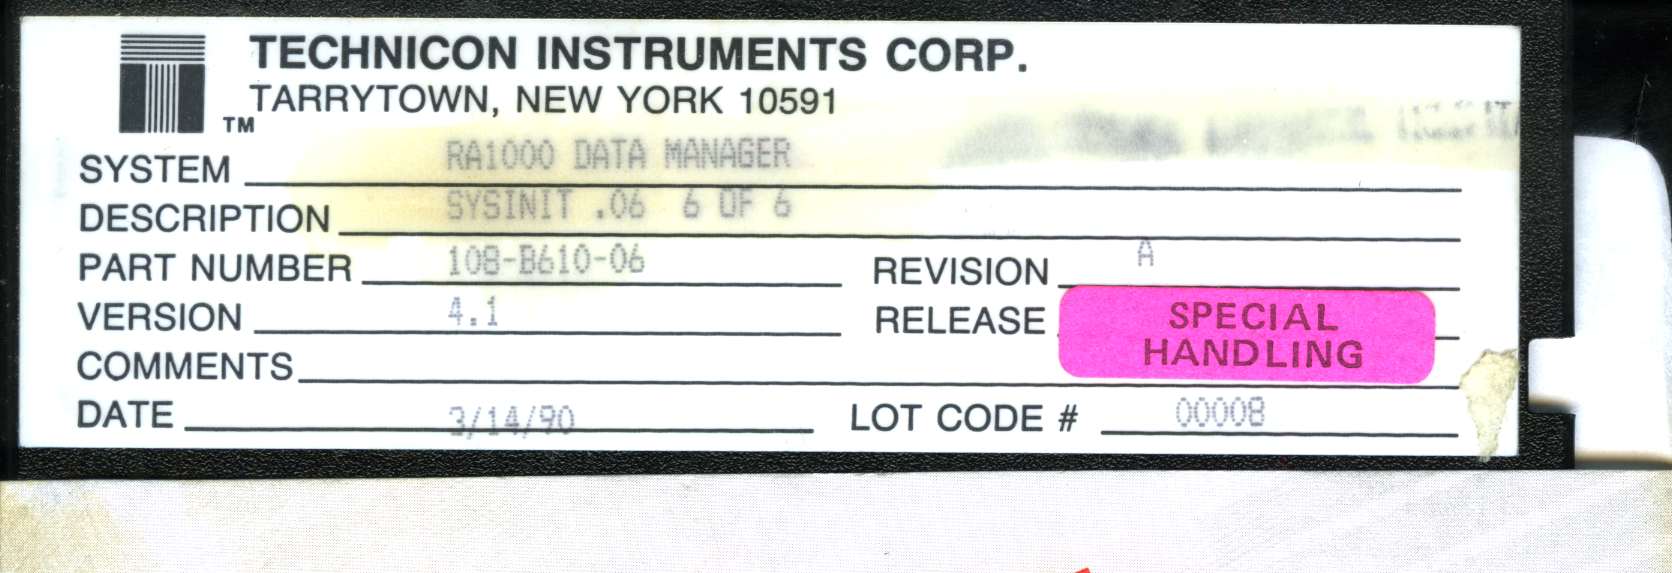 TECHNICON INSTRUMENTS CORP.
TARRYTOWN, NEW YORK 10591
TM
SYSTEM RA1000 DATA MANAGER
DESCRIPTION SYSINIT .06 6 OF 6
PART NUMBER 108-B610-06 REVISION A
VERSION 4.1 RELEASE SPECIAL HANDLING
COMMENTS
DATE 3/14/90 LOT CODE # 00008